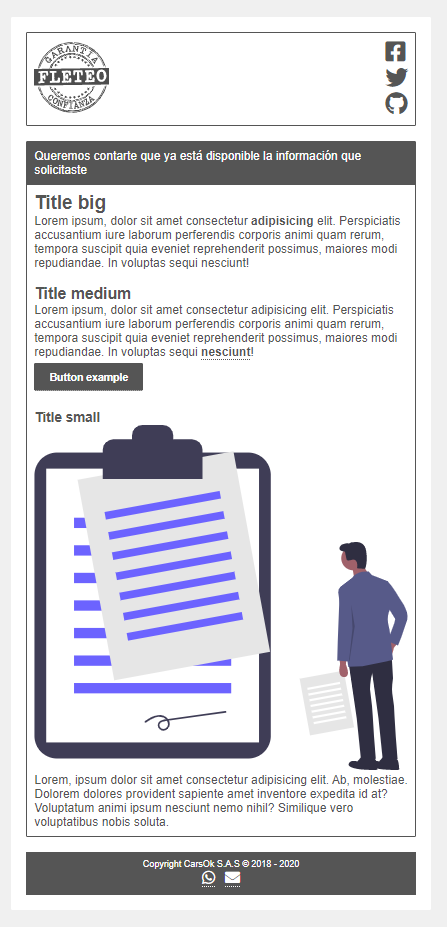 GARANTIA
FLETEO
CONFIANZA
Queremos contarte que ya está disponible la información que
solicitaste
Title big
Lorem ipsum, dolor sit amet consectetur adipisicing elit. Perspiciatis
accusantium iure laborum perferendis corporis animi quam rerum,
tempora suscipit quia eveniet reprehenderit possimus, maiores modi
repudiandae. In voluptas sequi nesciunt!
Title medium
Lorem ipsum, dolor sit amet consectetur adipisicing elit. Perspiciatis
accusantium iure laborum perferendis corporis animi quam rerum,
tempora suscipit quia eveniet reprehenderit possimus, maiores modi
repudiandae. In voluptas sequi nesciunt!
Button example
Title small
Lorem, ipsum dolor sit amet consectetur adipisicing elit. Ab, molestiae.
Dolorem dolores provident sapiente amet inventore expedita id at?
Voluptatum animi ipsum nesciunt nemo nihil? Similique vero
voluptatibus nobis soluta.
Copyright CarsOk S.A.S © 2018 - 2020